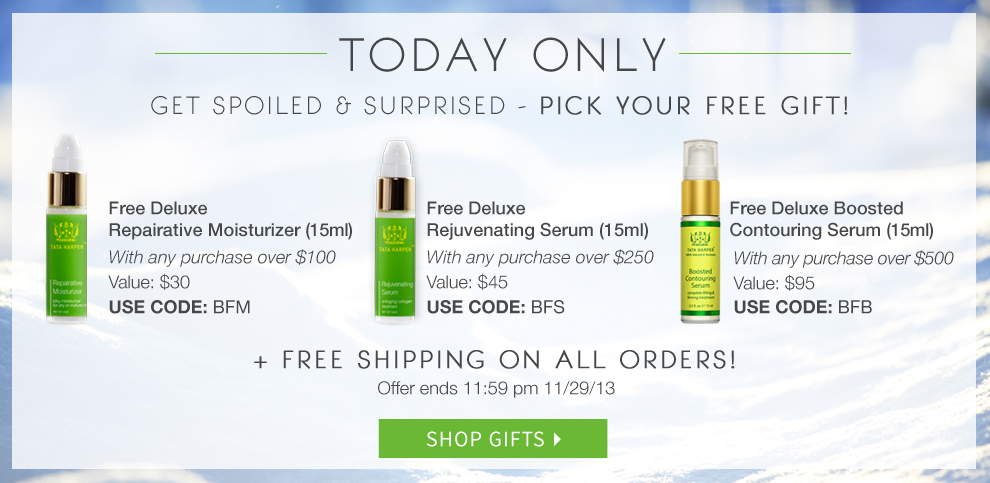 TODAY ONLY
GET SPOILED & SURPRISED - PICK YOUR FREE GIFT!
TATA HARPER
Repairative
Moisturizer
Free Deluxe
Repairative Moisturizer (15ml)
With any purchase over $100
Value: $30
USE CODE: BFM
TATA HARPER
Rejuvenating
Serum
Free Deluxe
Rejuvenating Serum (15ml)
With any purchase over $250
Value: $45
USE CODE: BFS
TATA HARPER
Boosted
Contouring
Serum
Free Deluxe Boosted
Contouring Serum (15ml)
With any purchase over $500
Value: $95
USE CODE: BFB
+ FREE SHIPPING ON ALL ORDERS!
Offer ends 11:59 pm 11/29/13
SHOP GIFTS